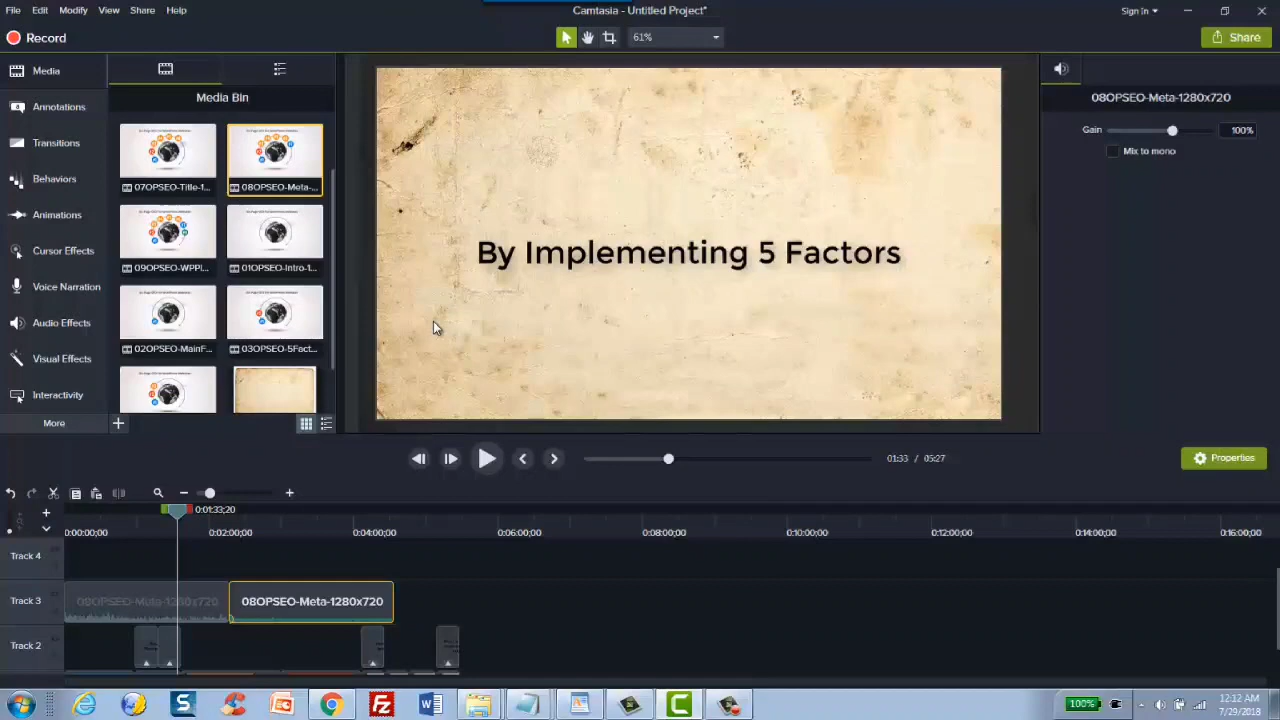 File Edit Modify View Share Help
Camtasia - Untitled Project*
Sign In
Record
61%
Share
Media
Annotations
Transitions
Behaviors
Animations
Cursor Effects
Voice Narration
Audio Effects
Visual Effects
Interactivity
More
Media Bin
07OPSEO-Title-1... 08OPSEO-Meta-...
09OPSEO-WPPl... 01OPSEO-Intro-1...
02OPSEO-MainF... 03OPSEO-5Fact...
By Implementing 5 Factors
08OPSEO-Meta-1280x720
Gain 100%
Mix to mono
01:33 / 05:27
Properties
0:01:33;20
0:00:00;00 0:02:00;00 0:04:00;00 0:06:00;00 0:08:00;00 0:10:00;00 0:12:00;00 0:14:00;00 0:16:00;00
Track 4
Track 3
08OPSEO-Meta-1280x720 08OPSEO-Meta-1280x720
Track 2
100%
12:12 AM
7/29/2018